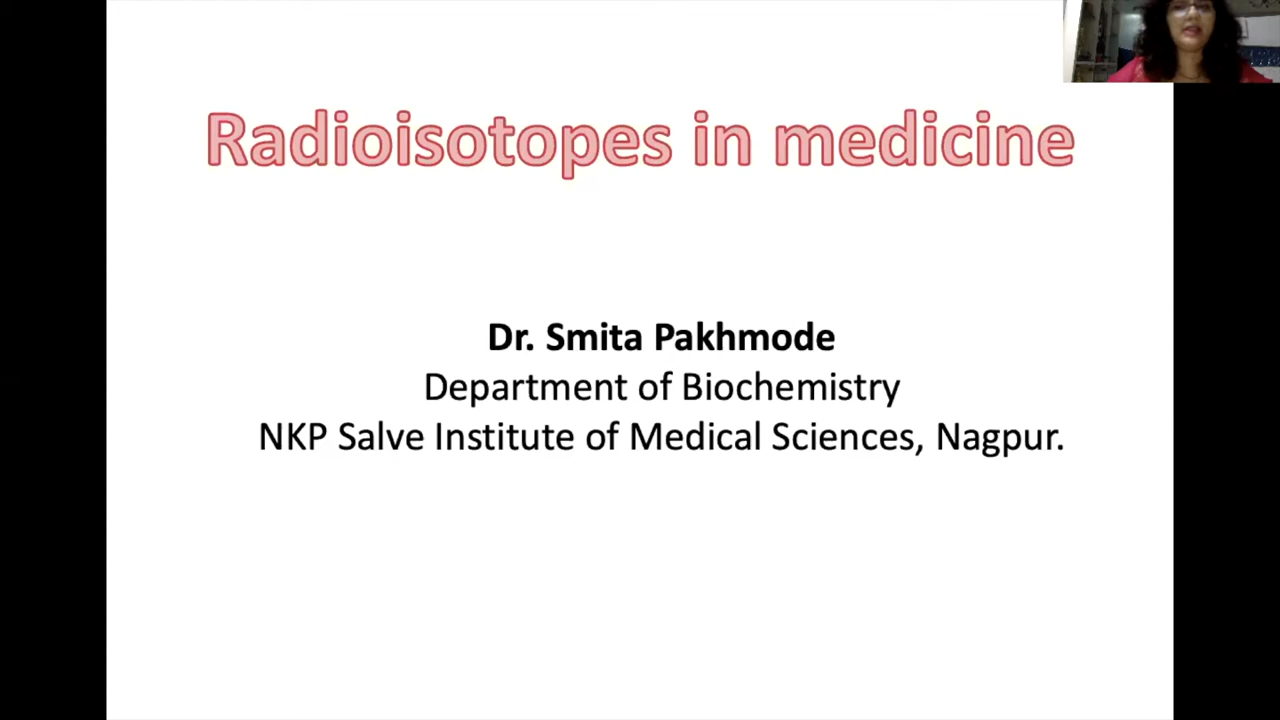 Radioisotopes in medicine
Dr. Smita Pakhmode
Department of Biochemistry
NKP Salve Institute of Medical Sciences, Nagpur.